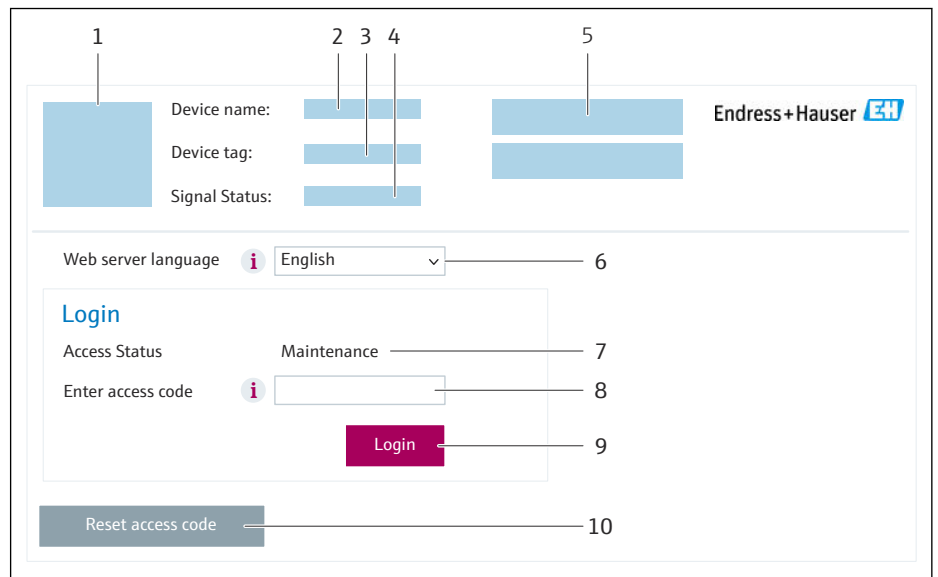 1 2 3 4 5
Device name:
Endress+Hauser EH
Device tag:
Signal Status:
Web server language i English 6
Login
Access Status Maintenance 7
Enter access code i 8
Login 9
Reset access code 10